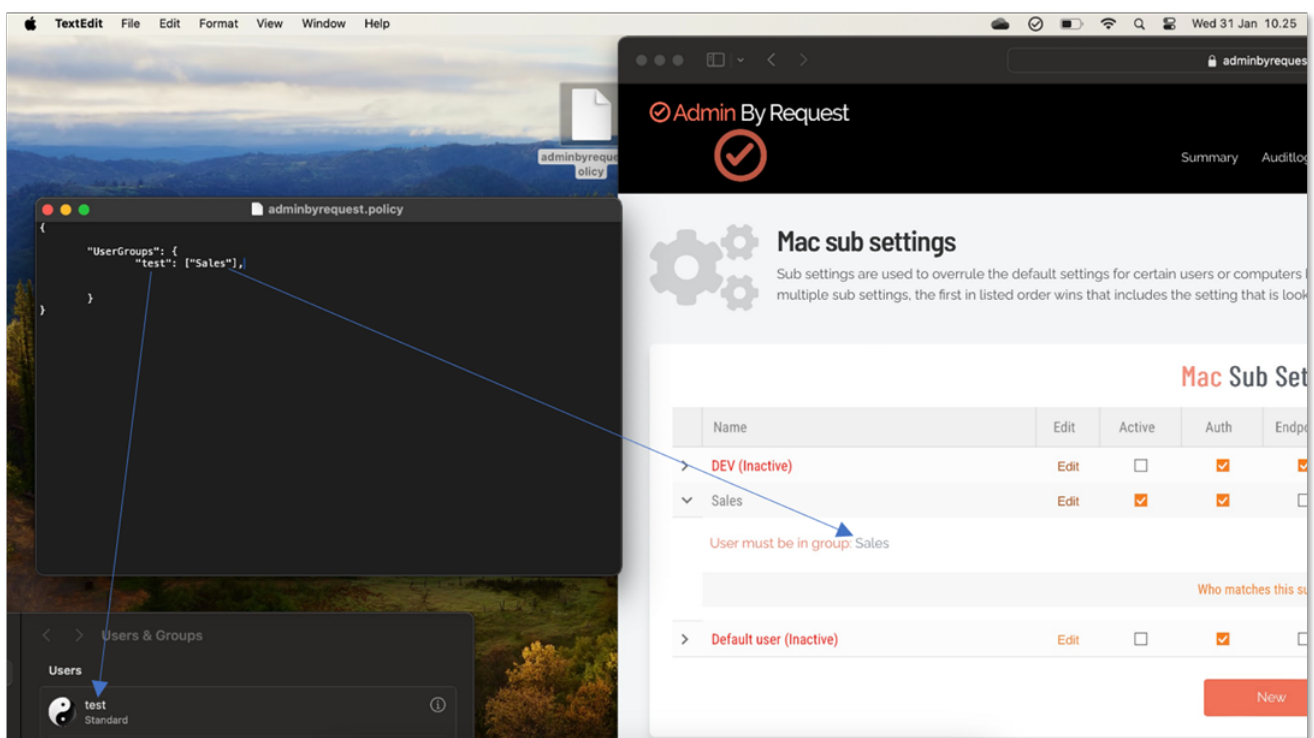 TextEdit File Edit Format View Window Help
Wed 31 Jan 10.25
adminbyreque
olicy
adminbyrequest.policy
{
"UserGroups": {
"test": ["Sales"],
}
}
Users & Groups
Users
test
Standard
adminbyreques
Admin By Request
Summary Auditlog
Mac sub settings
Sub settings are used to overrule the default settings for certain users or computers
multiple sub settings, the first in listed order wins that includes the setting that is look
Mac Sub Set
Name Edit Active Auth Endpo
DEV (Inactive) Edit
Sales Edit
User must be in group: Sales
Who matches this su
Default user (Inactive) Edit
New